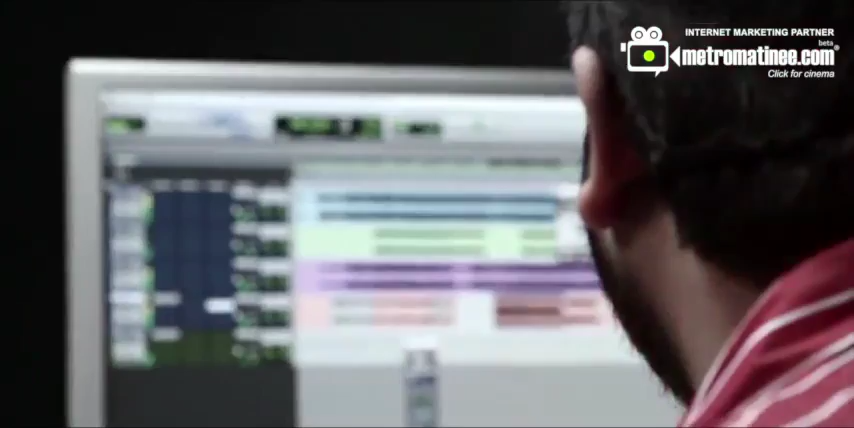 INTERNET MARKETING PARTNER
beta
metromatinee.com
Click for cinema